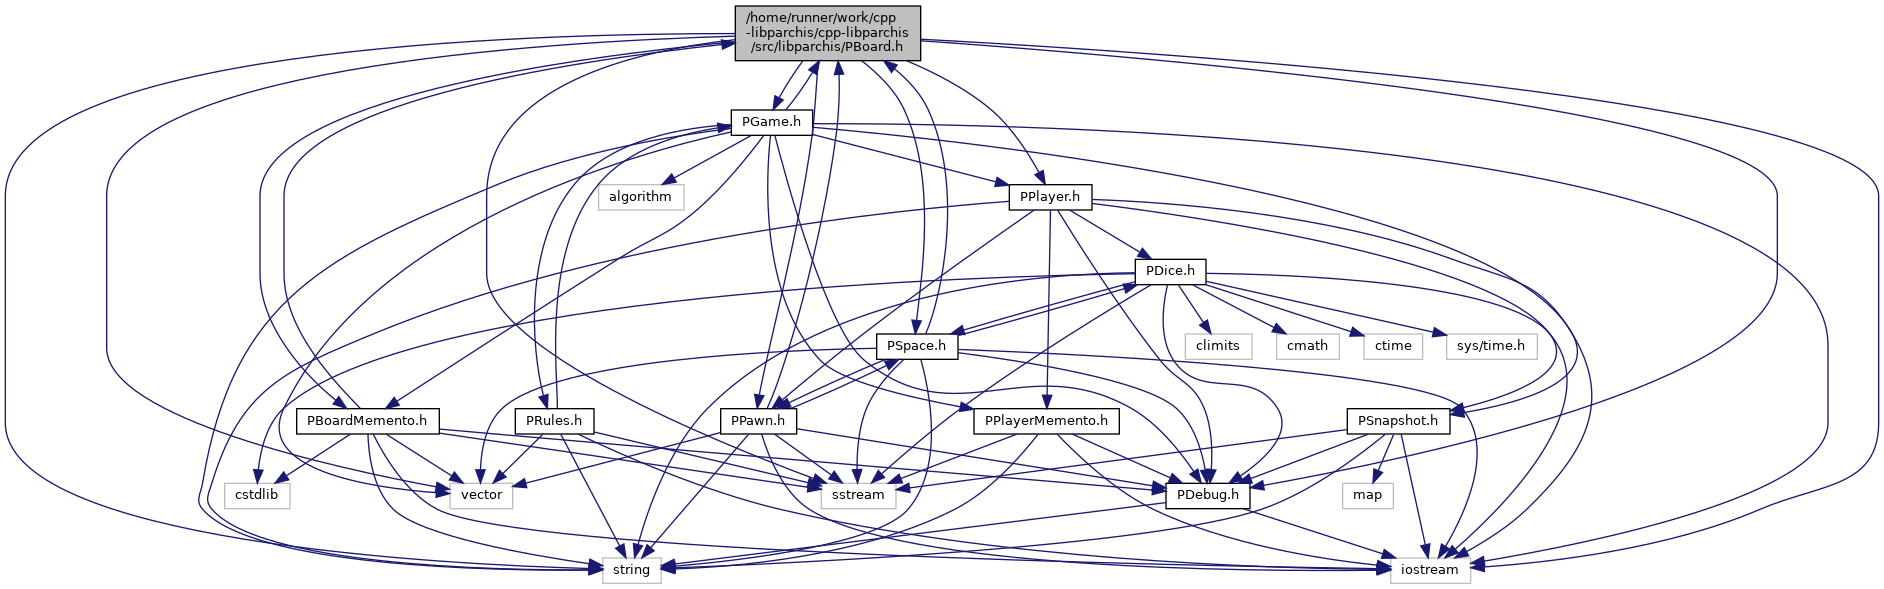 /home/runner/work/cpp
-libparchis/cpp-libparchis
/src/libparchis/PBoard.h
PGame.h
algorithm
PPlayer.h
PDice.h
PSpace.h
climits
cmath
ctime
sys/time.h
PBoardMemento.h
PRules.h
PPawn.h
PPlayerMemento.h
PSnapshot.h
cstdlib
vector
sstream
PDebug.h
map
string
iostream